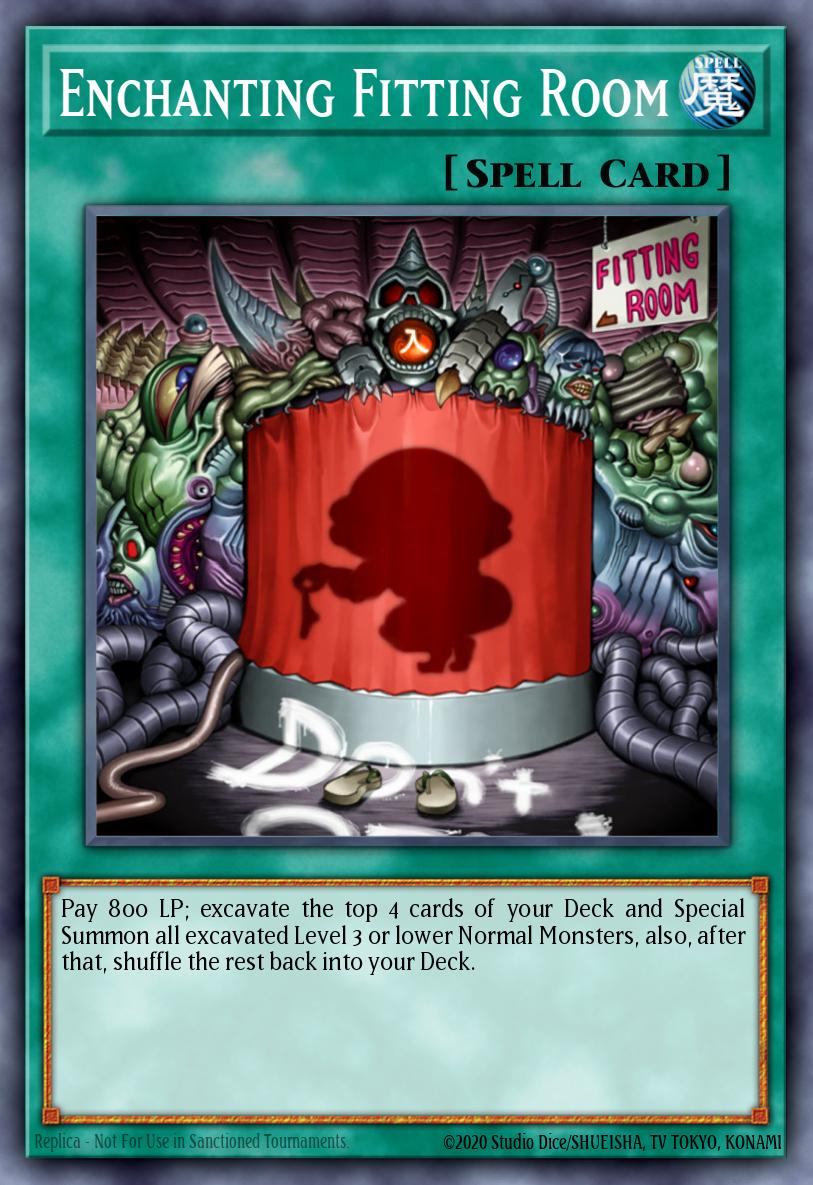 Enchanting Fitting Room
SPELL
魔
[Spell Card]
FITTING
ROOM
入
Don't
Pay 800 LP; excavate the top 4 cards of your Deck and Special
Summon all excavated Level 3 or lower Normal Monsters, also, after
that, shuffle the rest back into your Deck.
Replica - Not For Use in Sanctioned Tournaments.
©2020 Studio Dice/SHUEISHA, TV TOKYO, KONAMI